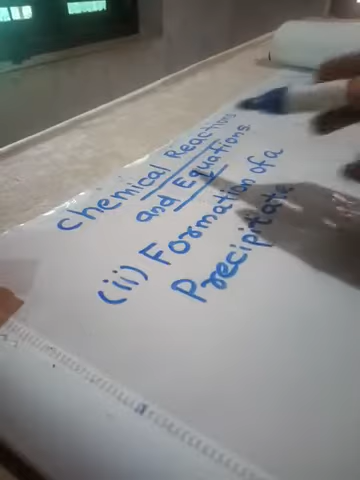 Chemical Reactions
and Equations
(ii) Formation of a
Precipitate